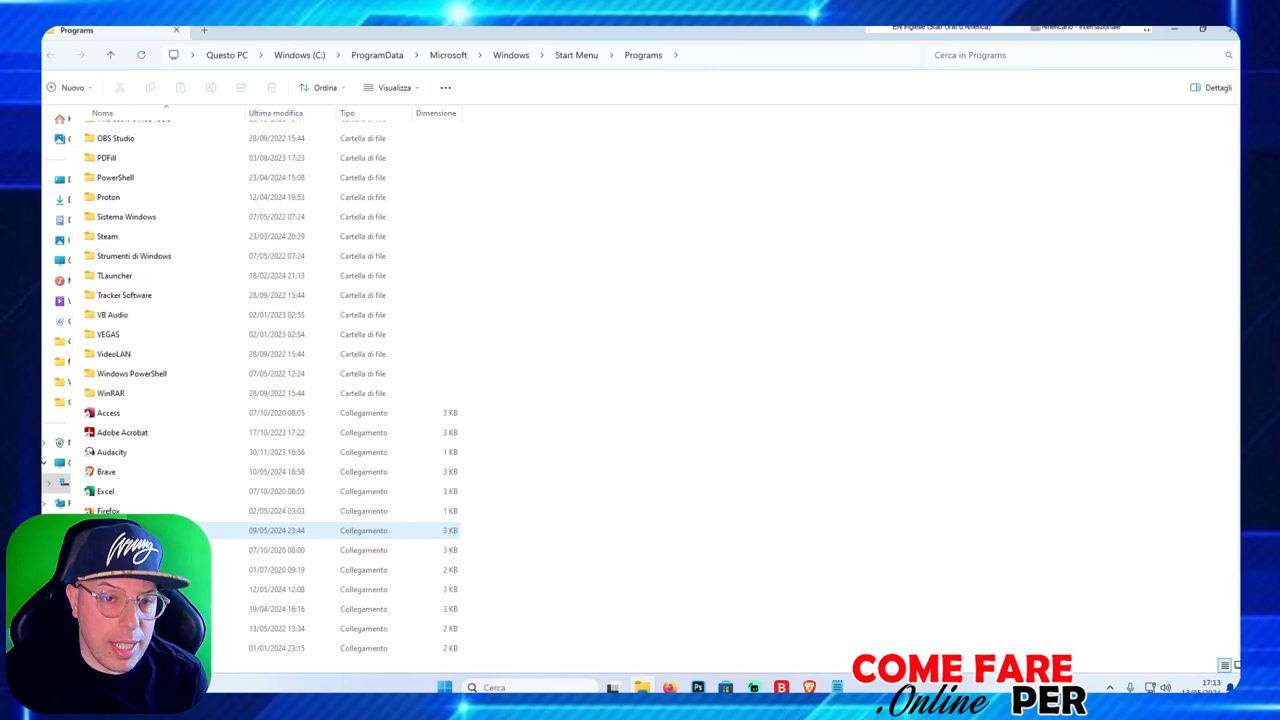 Programs
EN Inglese (Stati Uniti d'America)
Americano - Internazionale
Questo PC > Windows (C:) > ProgramData > Microsoft > Windows > Start Menu > Programs >
Cerca in Programs
Nuovo
Ordina
Visualizza
Dettagli
Nome Ultima modifica Tipo Dimensione
OBS Studio 28/09/2022 15:44 Cartella di file
PDFill 03/08/2023 17:23 Cartella di file
PowerShell 23/04/2024 15:08 Cartella di file
Proton 12/04/2024 19:53 Cartella di file
Sistema Windows 07/05/2022 07:24 Cartella di file
Steam 23/03/2024 20:29 Cartella di file
Strumenti di Windows 07/05/2022 07:24 Cartella di file
TLauncher 18/02/2024 21:13 Cartella di file
Tracker Software 28/09/2022 15:44 Cartella di file
VB Audio 02/01/2023 02:55 Cartella di file
VEGAS 02/01/2023 02:54 Cartella di file
VideoLAN 28/09/2022 15:44 Cartella di file
Windows PowerShell 07/05/2022 12:24 Cartella di file
WinRAR 28/09/2022 15:44 Cartella di file
Access 07/10/2020 08:05 Collegamento 3 KB
Adobe Acrobat 17/10/2023 17:22 Collegamento 3 KB
Audacity 30/11/2023 16:56 Collegamento 1 KB
Brave 10/05/2024 18:58 Collegamento 3 KB
Excel 07/10/2020 08:05 Collegamento 3 KB
Firefox 02/05/2024 03:03 Collegamento 1 KB
09/05/2024 23:44 Collegamento 3 KB
07/10/2020 08:00 Collegamento 3 KB
01/07/2020 09:19 Collegamento 2 KB
12/05/2024 12:08 Collegamento 3 KB
19/04/2024 16:16 Collegamento 3 KB
13/05/2022 13:34 Collegamento 2 KB
01/01/2024 23:15 Collegamento 2 KB
Cerca
17:13
COME FARE
.Online PER